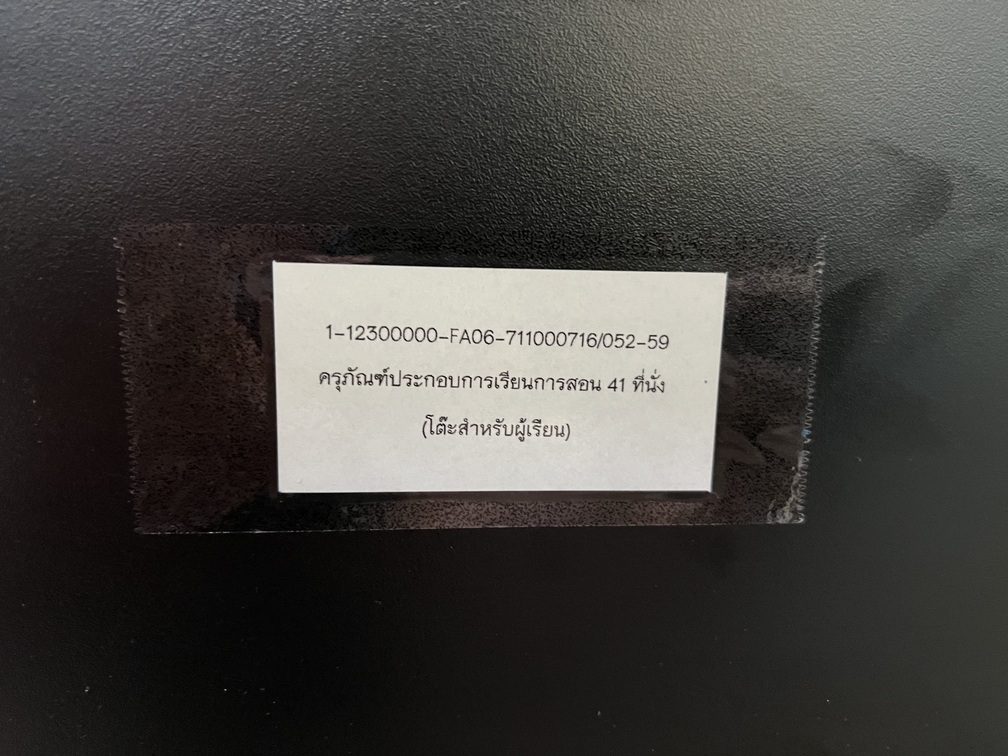 1-12300000-FA06-711000716/052-59
ครุภัณฑ์ประกอบการเรียนการสอน 41 ที่นั่ง
(โต๊ะสำหรับผู้เรียน)